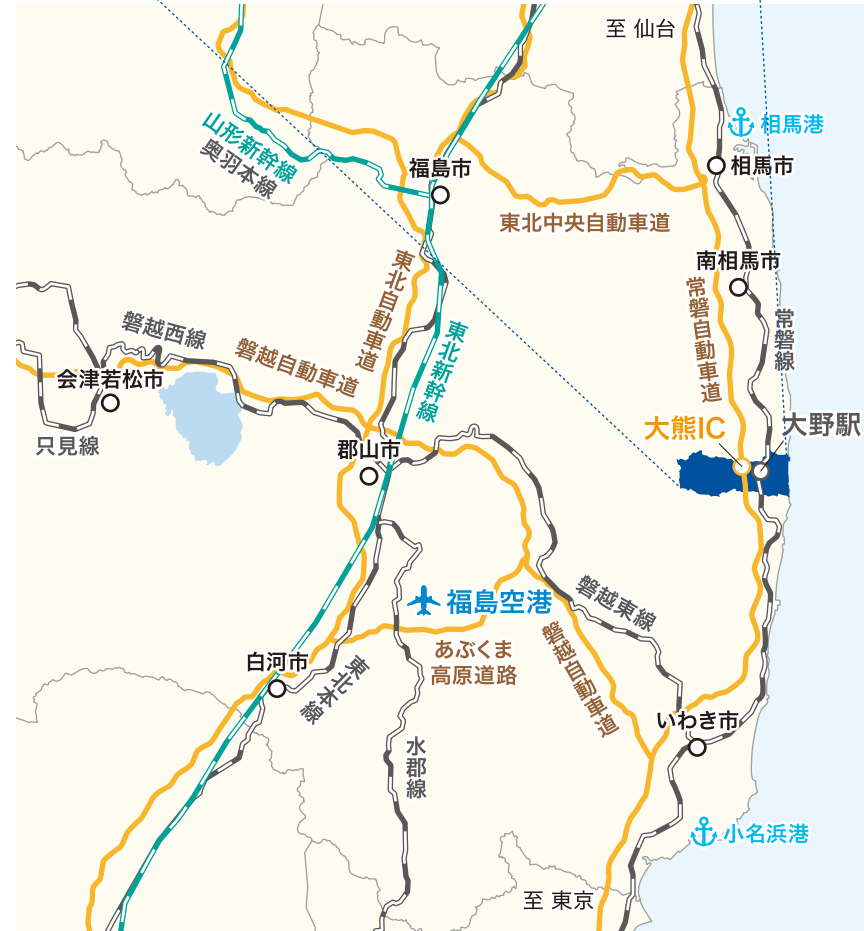 至 仙台
相馬港
山形新幹線
奥羽本線
福島市
相馬市
東北中央自動車道
南相馬市
東北自動車道
常磐自動車道
常磐線
磐越西線
東北新幹線
磐越自動車道
会津若松市
只見線
大熊IC
大野駅
郡山市
福島空港
磐越東線
あぶくま
高原道路
磐越自動車道
白河市
東北本線
いわき市
水郡線
小名浜港
至 東京